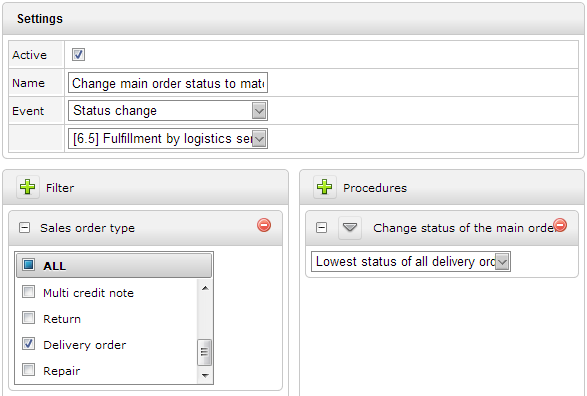 Settings
Active
Name Change main order status to mat
Event Status change
[6.5] Fulfillment by logistics se
Filter
Sales order type
ALL
Multi credit note
Return
Delivery order
Repair
Procedures
Change status of the main orde
Lowest status of all delivery ord